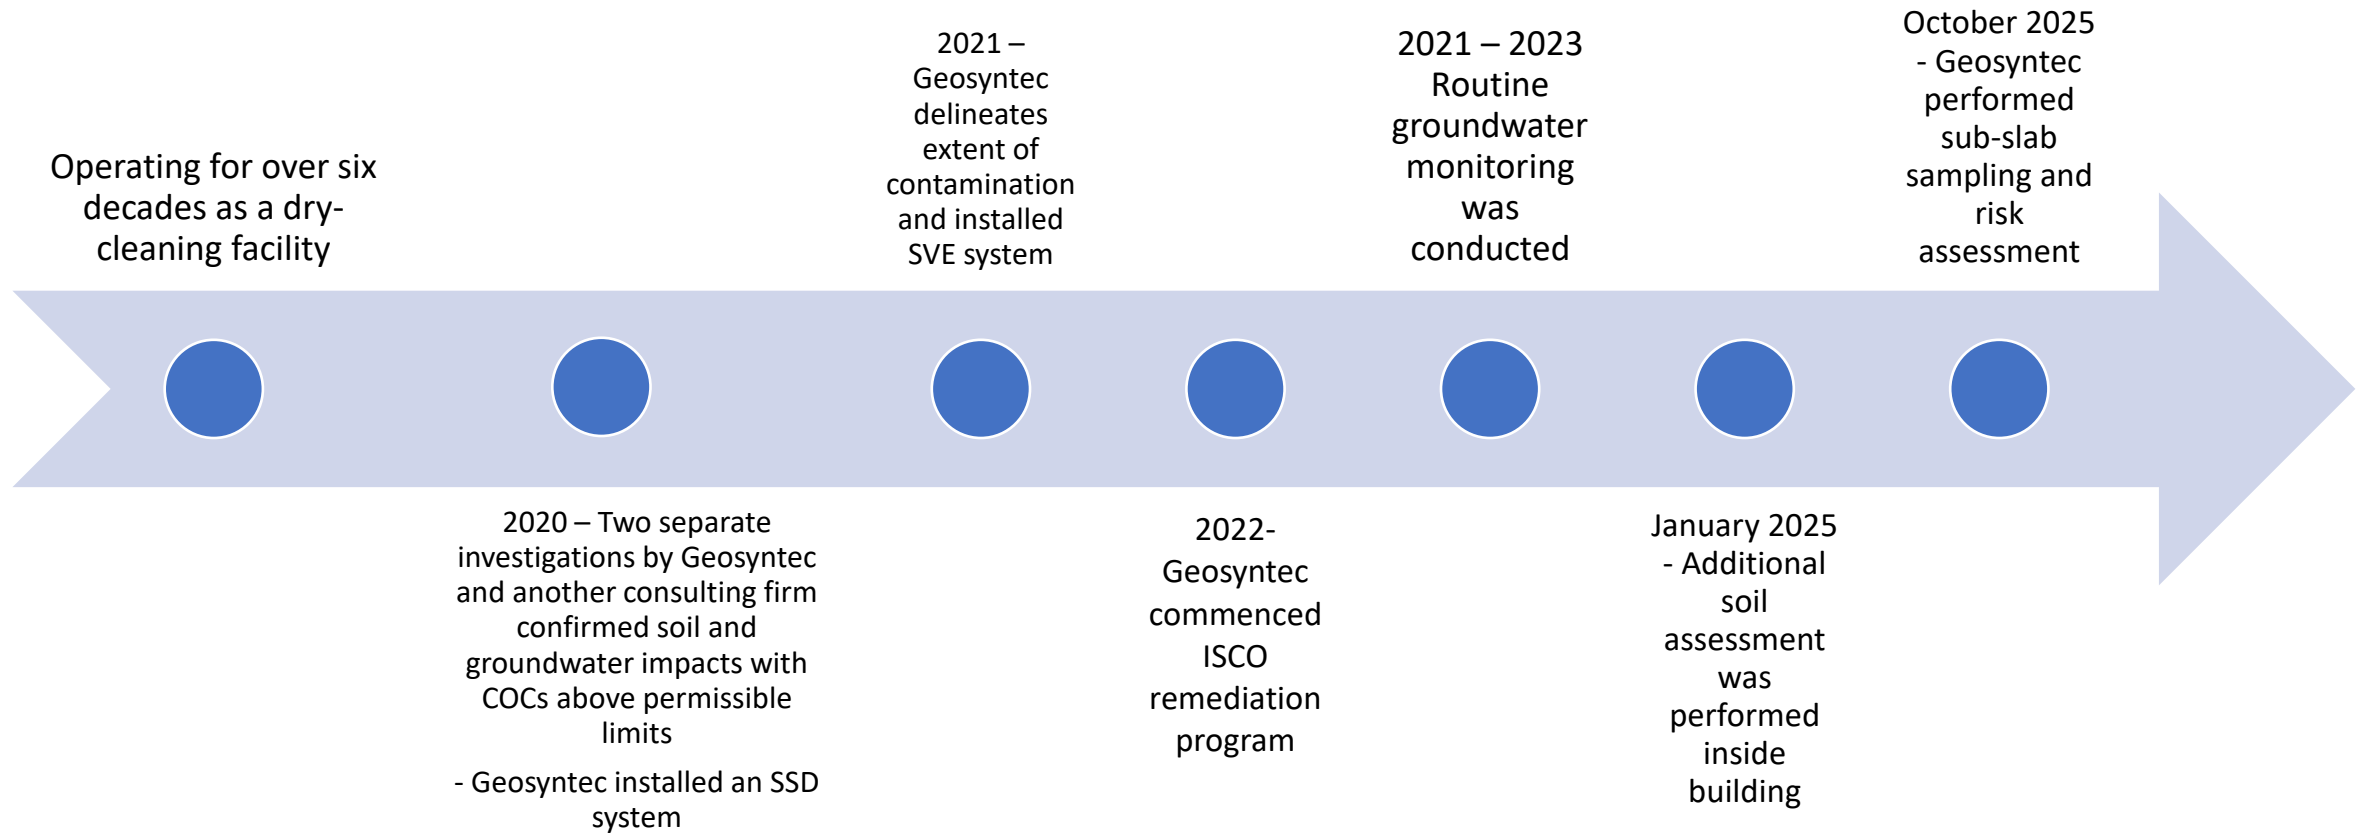 Operating for over six
decades as a dry-
cleaning facility
2020 – Two separate
investigations by Geosyntec
and another consulting firm
confirmed soil and
groundwater impacts with
COCs above permissible
limits
- Geosyntec installed an SSD
system
2021 –
Geosyntec
delineates
extent of
contamination
and installed
SVE system
2022-
Geosyntec
commenced
ISCO
remediation
program
2021 – 2023
Routine
groundwater
monitoring
was
conducted
January 2025
- Additional
soil
assessment
was
performed
inside
building
October 2025
- Geosyntec
performed
sub-slab
sampling and
risk
assessment